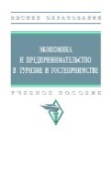 ВЫСШЕЕ ОБРАЗОВАНИЕ
ЭКОНОМИКА
И ПРЕДПРИНИМАТЕЛЬСТВО
В ТУРИЗМЕ И ГОСТЕПРИИМСТВЕ
УЧЕБНОЕ ПОСОБИЕ